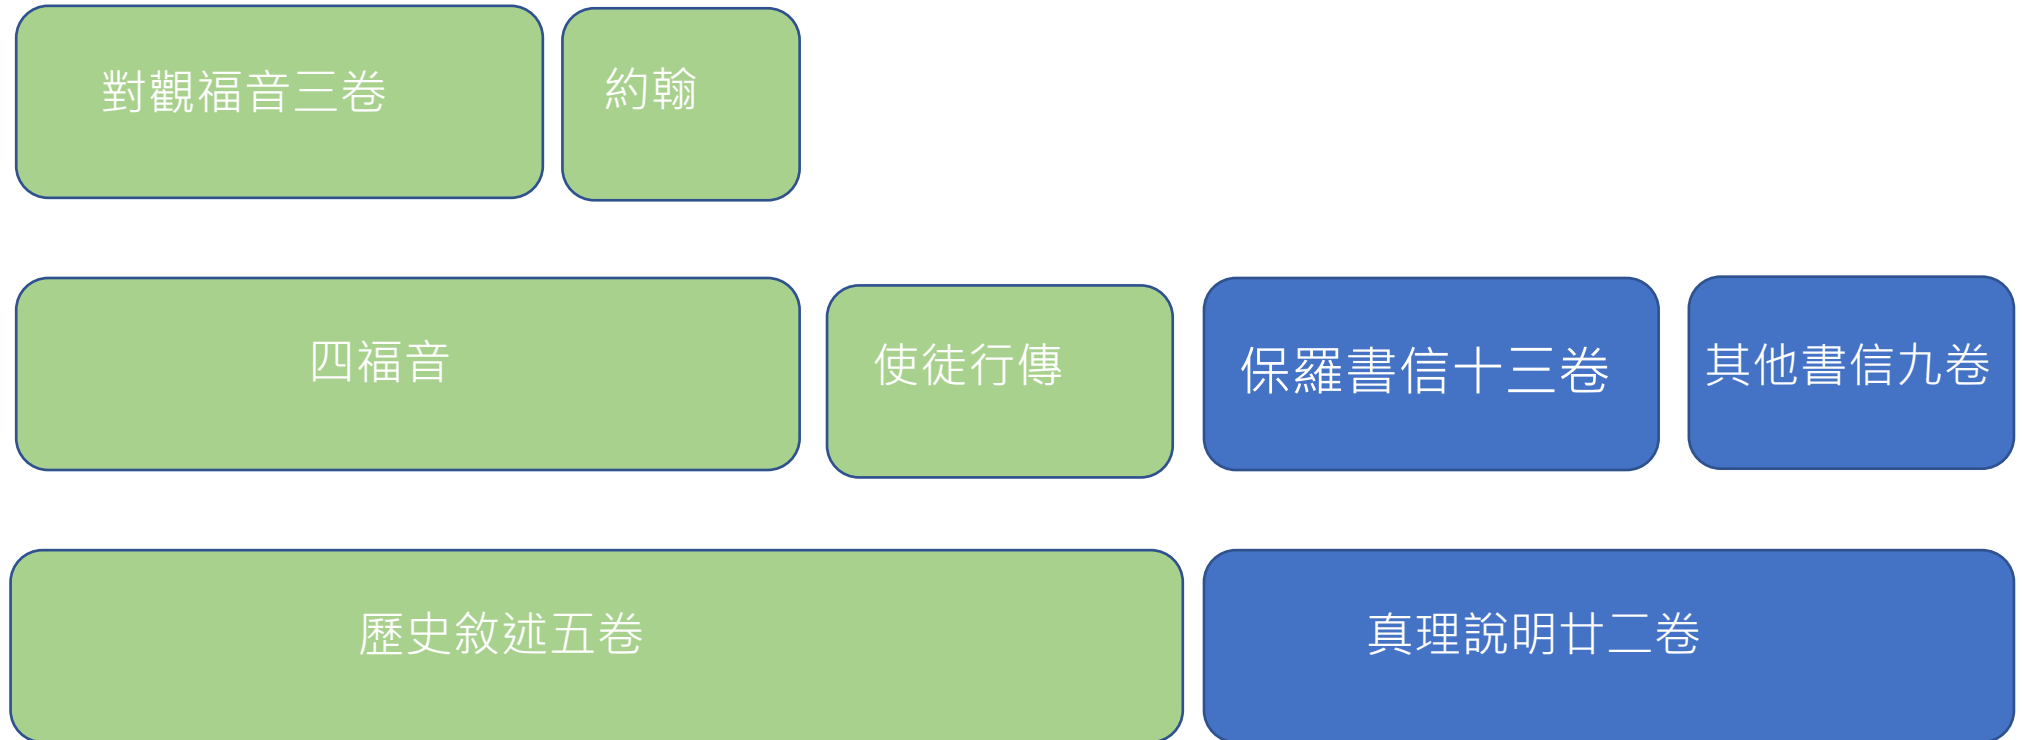 對觀福音三卷
約翰
四福音
使徒行傳
保羅書信十三卷
其他書信九卷
歷史敘述五卷
真理說明廿二卷